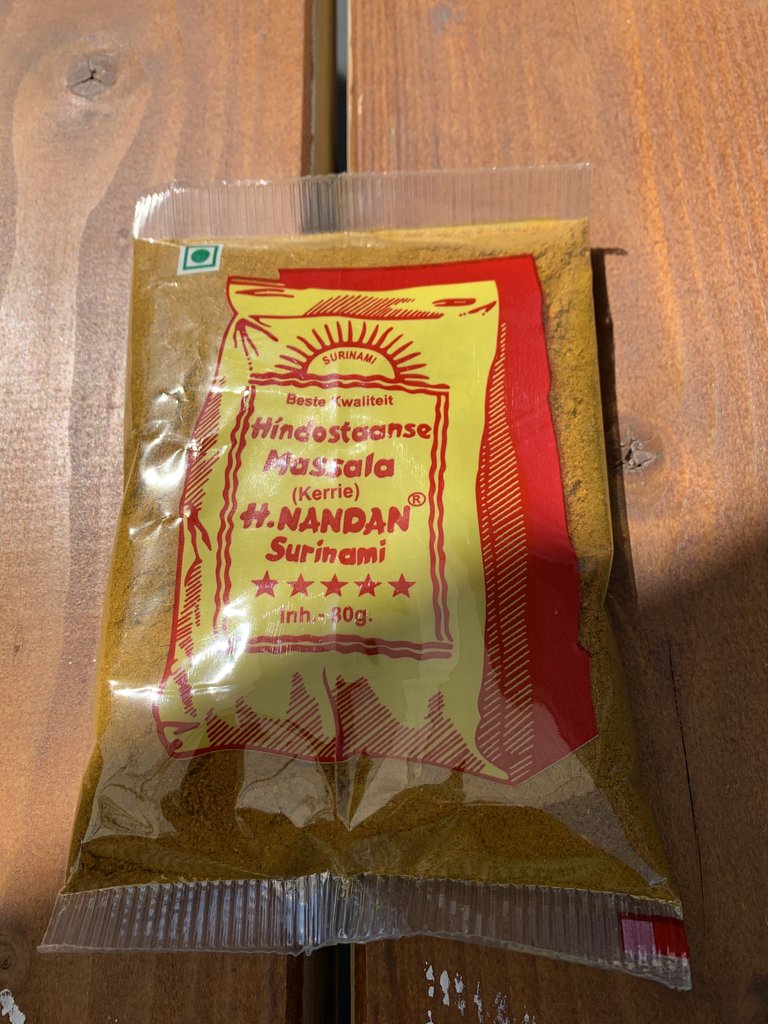 SURINAMI
Beste Kwaliteit
Hindostaanse
Massala
(Kerrie)
H.NANDAN®
Surinami
inh.- 80g.